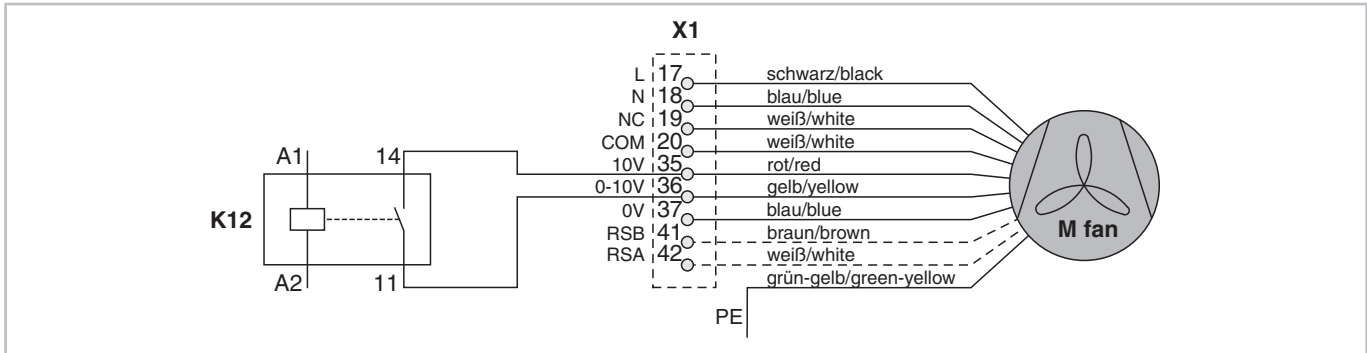 X1
L 17 schwarz/black
N 18 blau/blue
NC 19 weiß/white
COM 20 weiß/white
A1 14 10V 35 rot/red
0-10V 36 gelb/yellow
K12 0V 37 blau/blue
M fan
RSB 41 braun/brown
RSA 42 weiß/white
A2 11 grün-gelb/green-yellow
PE